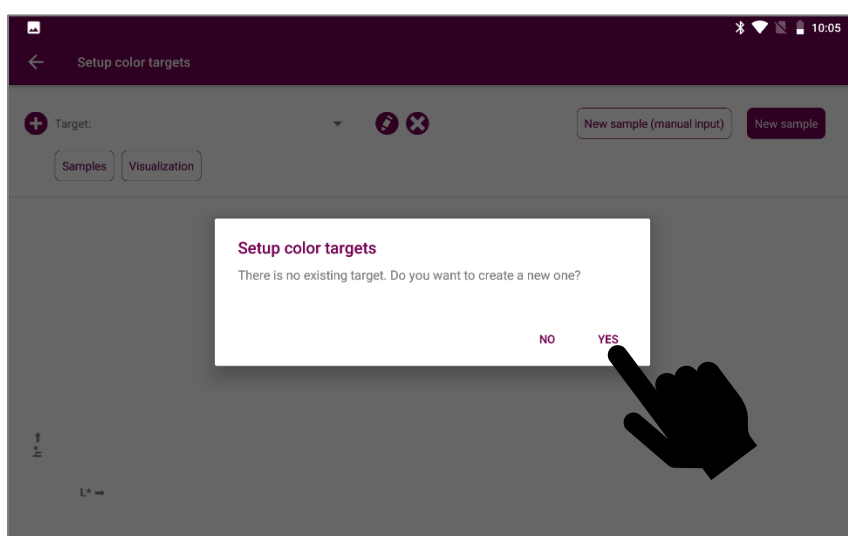 10:05
Setup color targets
Target:
New sample (manual input)
New sample
Samples
Visualization
Setup color targets
There is no existing target. Do you want to create a new one?
NO
YES
h* →
L* →